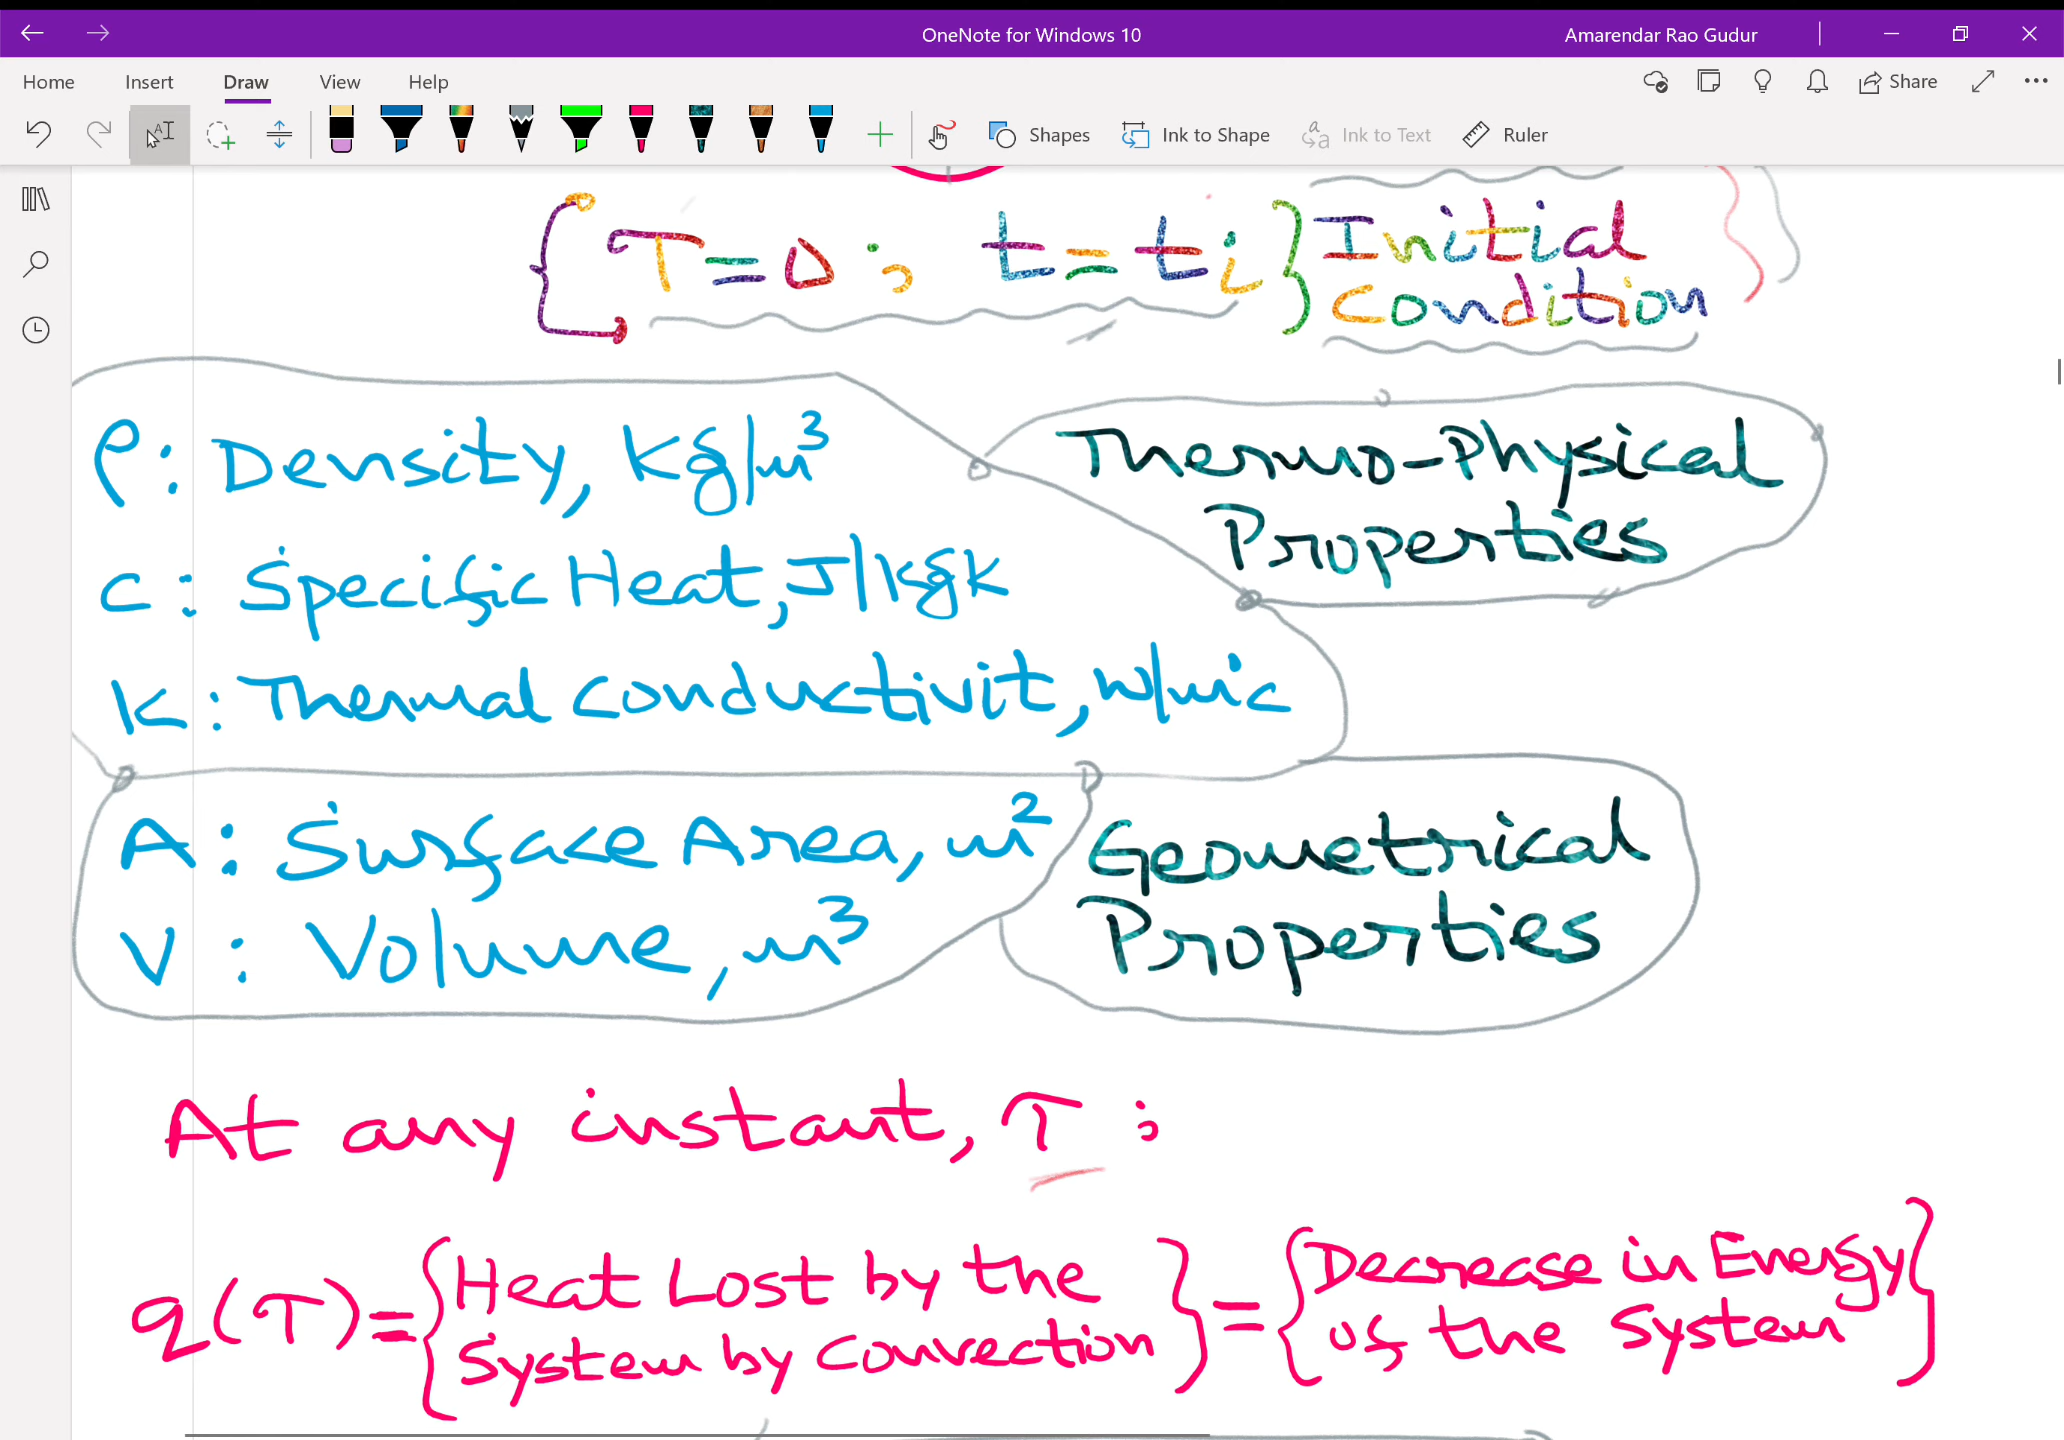 OneNote for Windows 10
Amarendar Rao Gudur
Home Insert Draw View Help
Share
Shapes Ink to Shape Ink to Text Ruler
{τ=0; t=ti} Initial
Condition
ρ: Density, Kg/m³
Thermo-Physical
Properties
C: Specific Heat, J/kgK
K: Thermal Conductivit, W/m°C
A: Surface Area, m²
V: Volume, m³
Geometrical
Properties
At any instant, τ:
q(τ)={Heat Lost by the
System by Convection}={Decrease in Energy
of the System}